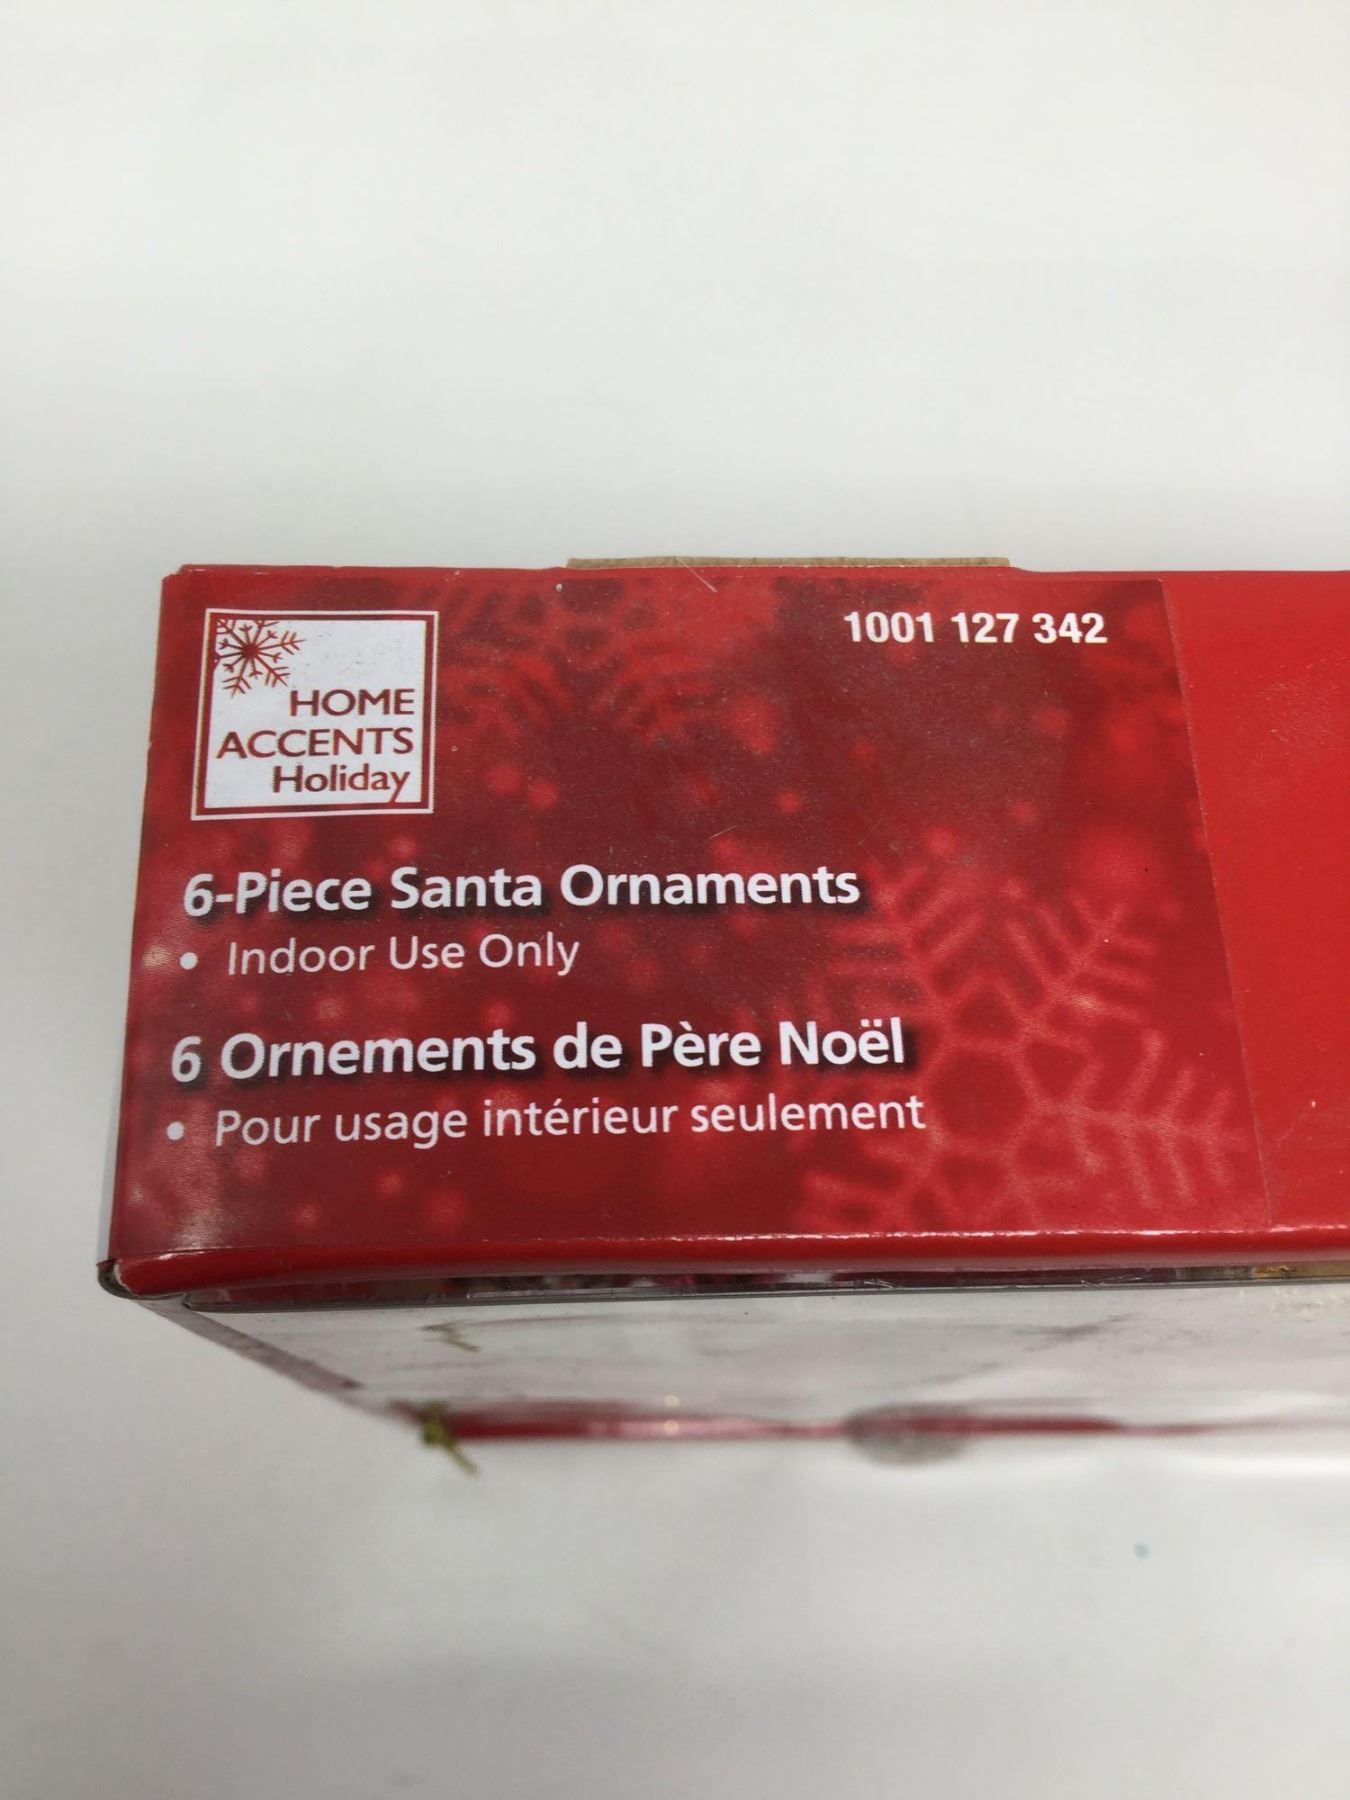 1001 127 342
HOME
ACCENTS
Holiday
6-Piece Santa Ornaments
• Indoor Use Only
6 Ornements de Père Noël
• Pour usage intérieur seulement